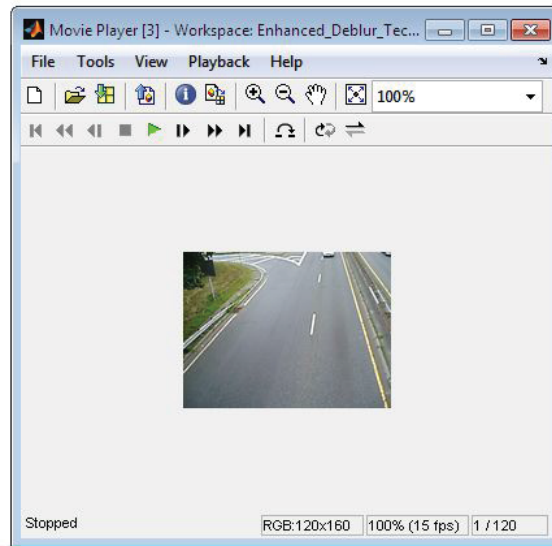 Movie Player [3] - Workspace: Enhanced_Deblur_Tec...
File Tools View Playback Help
100%
Stopped RGB:120x160 100% (15 fps) 1 / 120